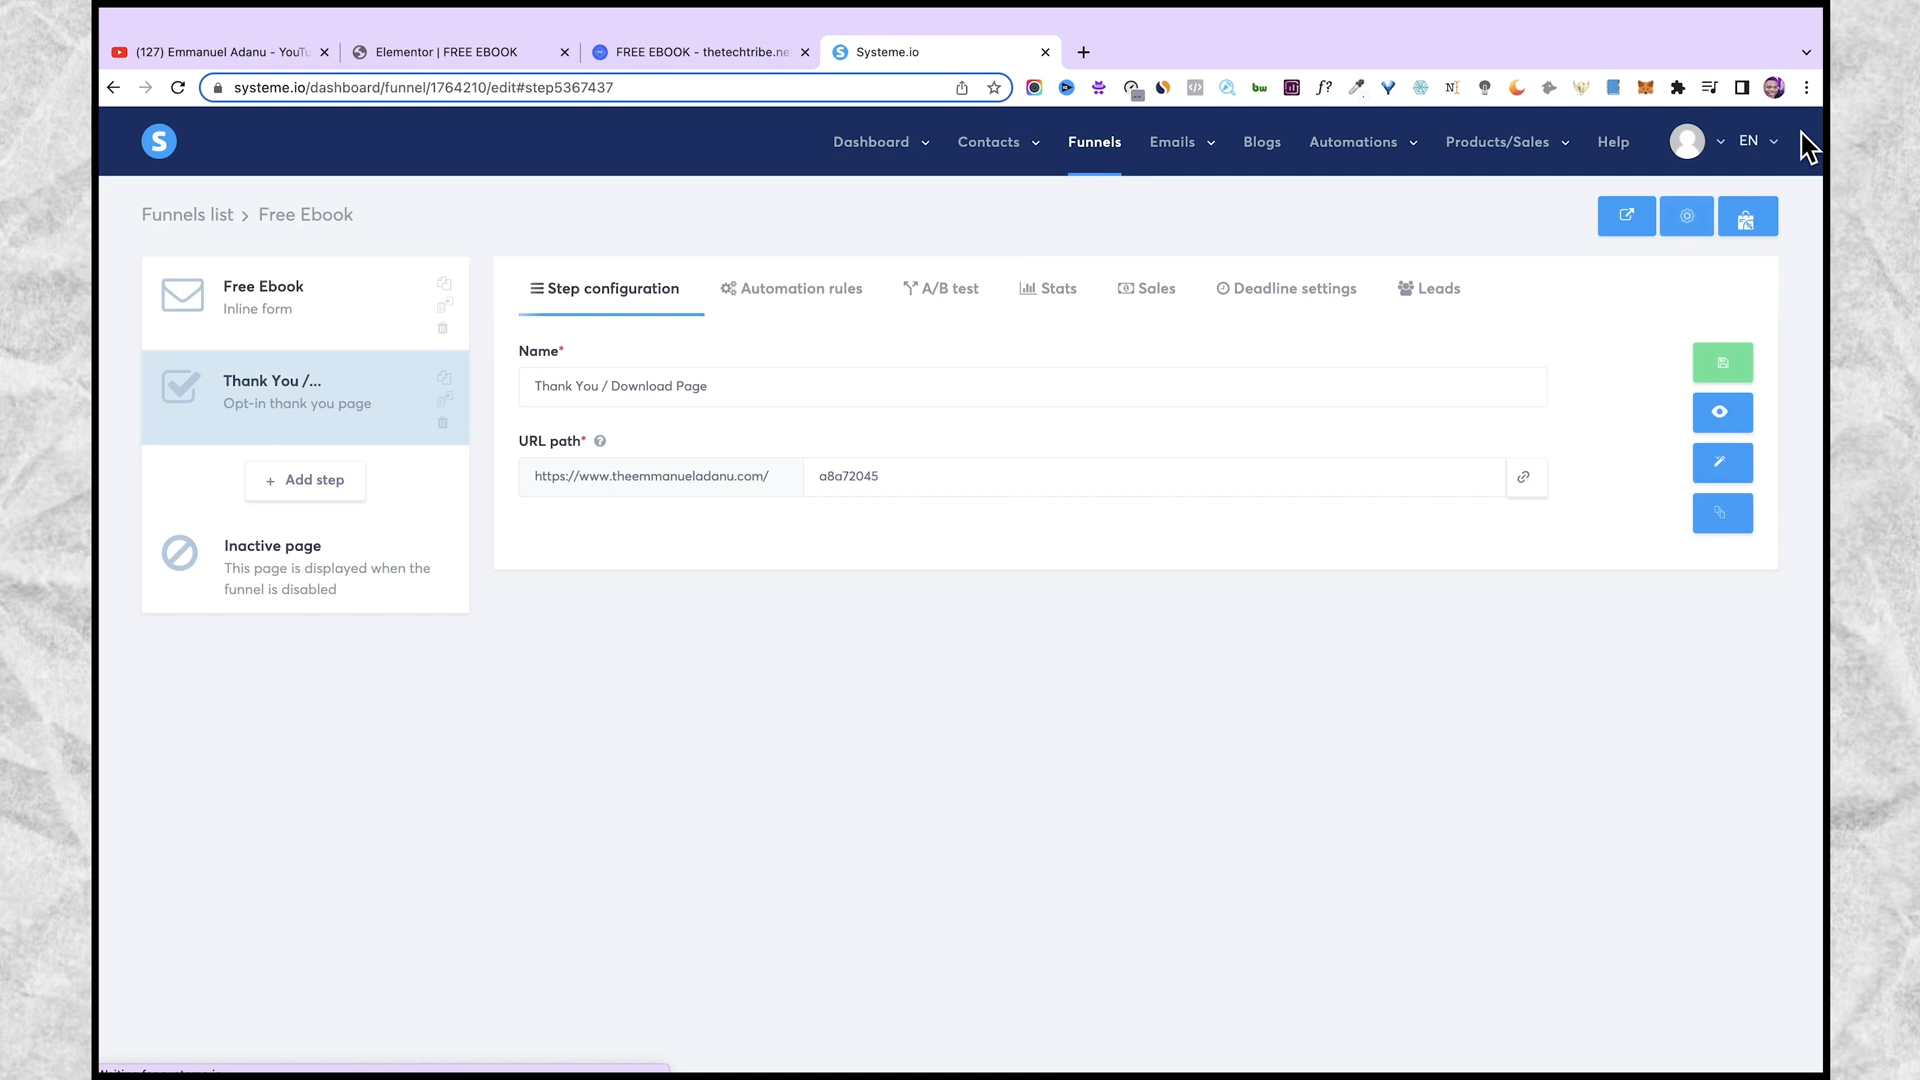 (127) Emmanuel Adanu - YouTu
Elementor | FREE EBOOK
FREE EBOOK - thetechtribe.ne
Systeme.io
systeme.io/dashboard/funnel/1764210/edit#step5367437
Dashboard
Contacts
Funnels
Emails
Blogs
Automations
Products/Sales
Help
EN
Funnels list > Free Ebook
Free Ebook
Inline form
Thank You /...
Opt-in thank you page
+ Add step
Inactive page
This page is displayed when the
funnel is disabled
Step configuration
Automation rules
A/B test
Stats
Sales
Deadline settings
Leads
Name*
Thank You / Download Page
URL path*
https://www.theemmanueladanu.com/
a8a72045